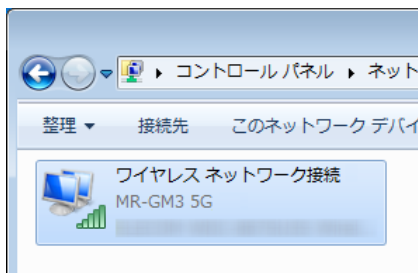 コントロール パネル ▸ ネット
整理 ▼ 接続先 このネットワーク デバイ
ワイヤレス ネットワーク接続
MR-GM3 5G